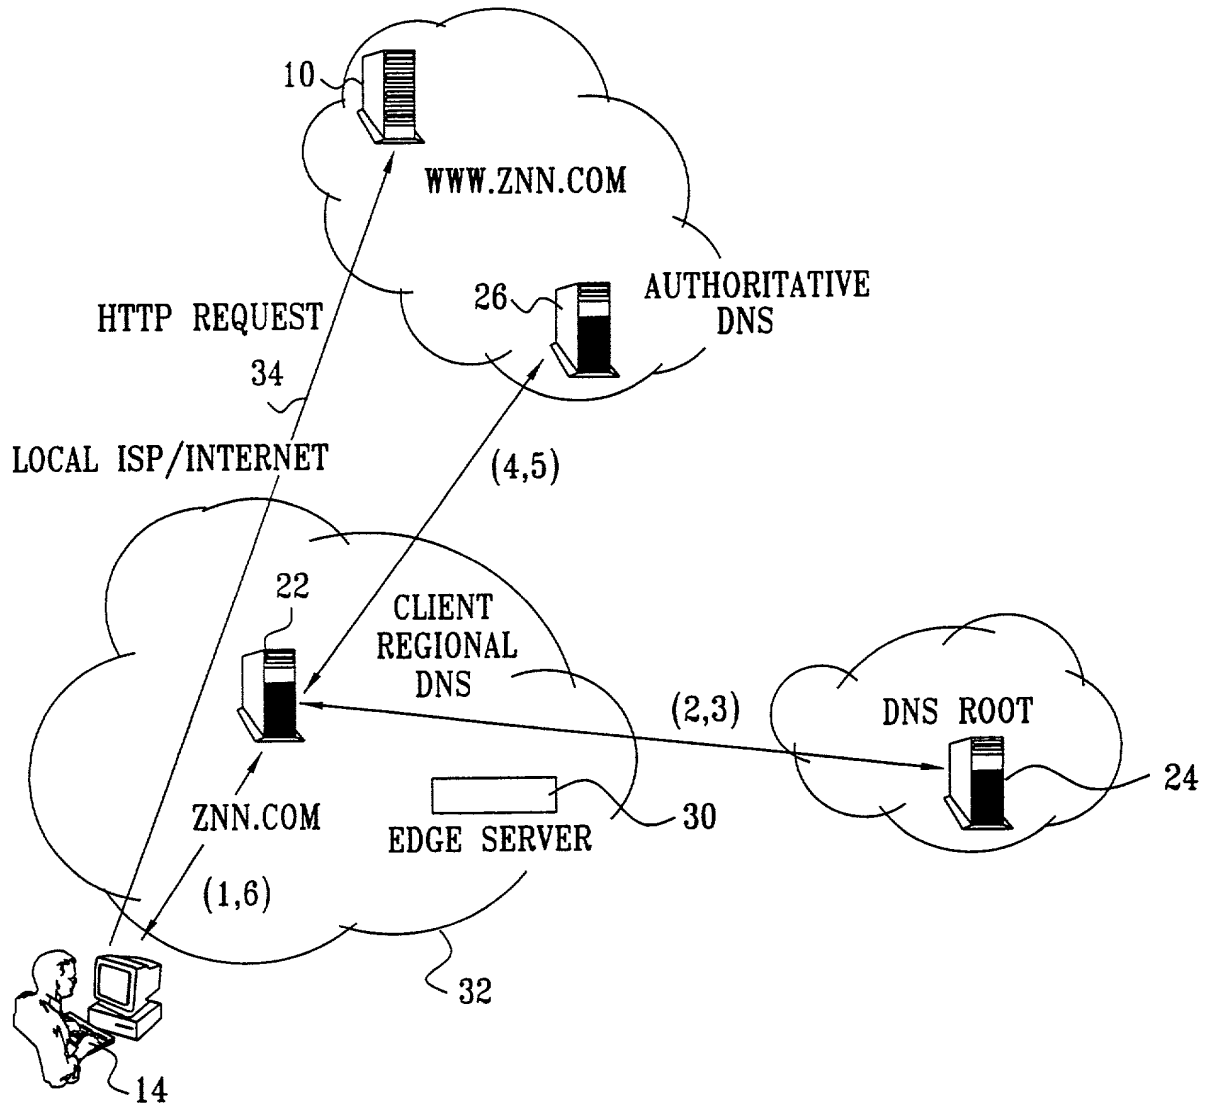 10
WWW.ZNN.COM
26
AUTHORITATIVE
DNS
HTTP REQUEST
34
LOCAL ISP/INTERNET
(4,5)
22
CLIENT
REGIONAL
DNS
(2,3)
DNS ROOT
24
ZNN.COM
30
EDGE SERVER
(1,6)
32
14